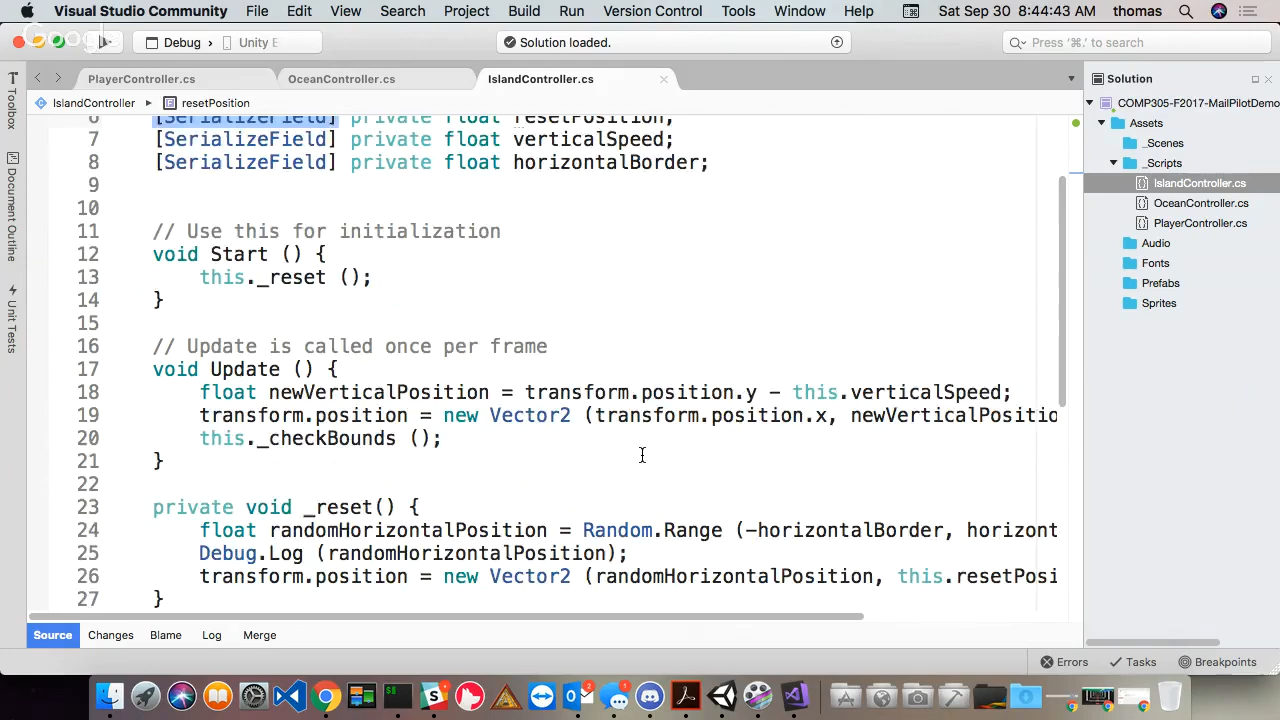 Visual Studio Community File Edit View Search Project Build Run Version Control Tools Window Help Sat Sep 30 8:44:43 AM thomas
Google
Debug › Unity E
Solution loaded.
Press '⌘.' to search
PlayerController.cs OceanController.cs IslandController.cs
Solution
IslandController ▸ resetPosition
Toolbox
Document Outline
Unit Tests
6 [SerializeField] private float resetPosition;
7 [SerializeField] private float verticalSpeed;
8 [SerializeField] private float horizontalBorder;
9
10
11 // Use this for initialization
12 void Start () {
13 this._reset ();
14 }
15
16 // Update is called once per frame
17 void Update () {
18 float newVerticalPosition = transform.position.y - this.verticalSpeed;
19 transform.position = new Vector2 (transform.position.x, newVerticalPositio
20 this._checkBounds ();
21 }
22
23 private void _reset() {
24 float randomHorizontalPosition = Random.Range (-horizontalBorder, horizont
25 Debug.Log (randomHorizontalPosition);
26 transform.position = new Vector2 (randomHorizontalPosition, this.resetPosi
27 }
COMP305-F2017-MailPilotDemo
Assets
_Scenes
_Scripts
IslandController.cs
OceanController.cs
PlayerController.cs
Audio
Fonts
Prefabs
Sprites
Source Changes Blame Log Merge
Errors Tasks Breakpoints